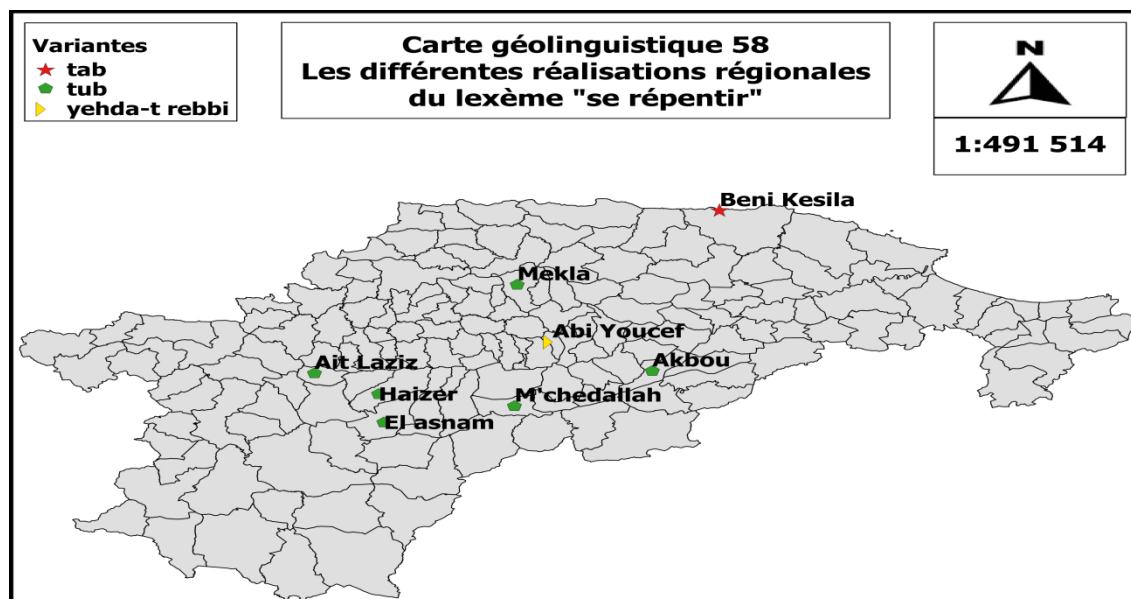 Variantes
tab
tub
yehda-t rebbi
Carte géolinguistique 58
Les différentes réalisations régionales
du lexème "se répentir"
N
1:491 514
Beni Kesila
Mekla
Abi Youcef
Ait Laziz
Akbou
Haizer
M'chedallah
El asnam